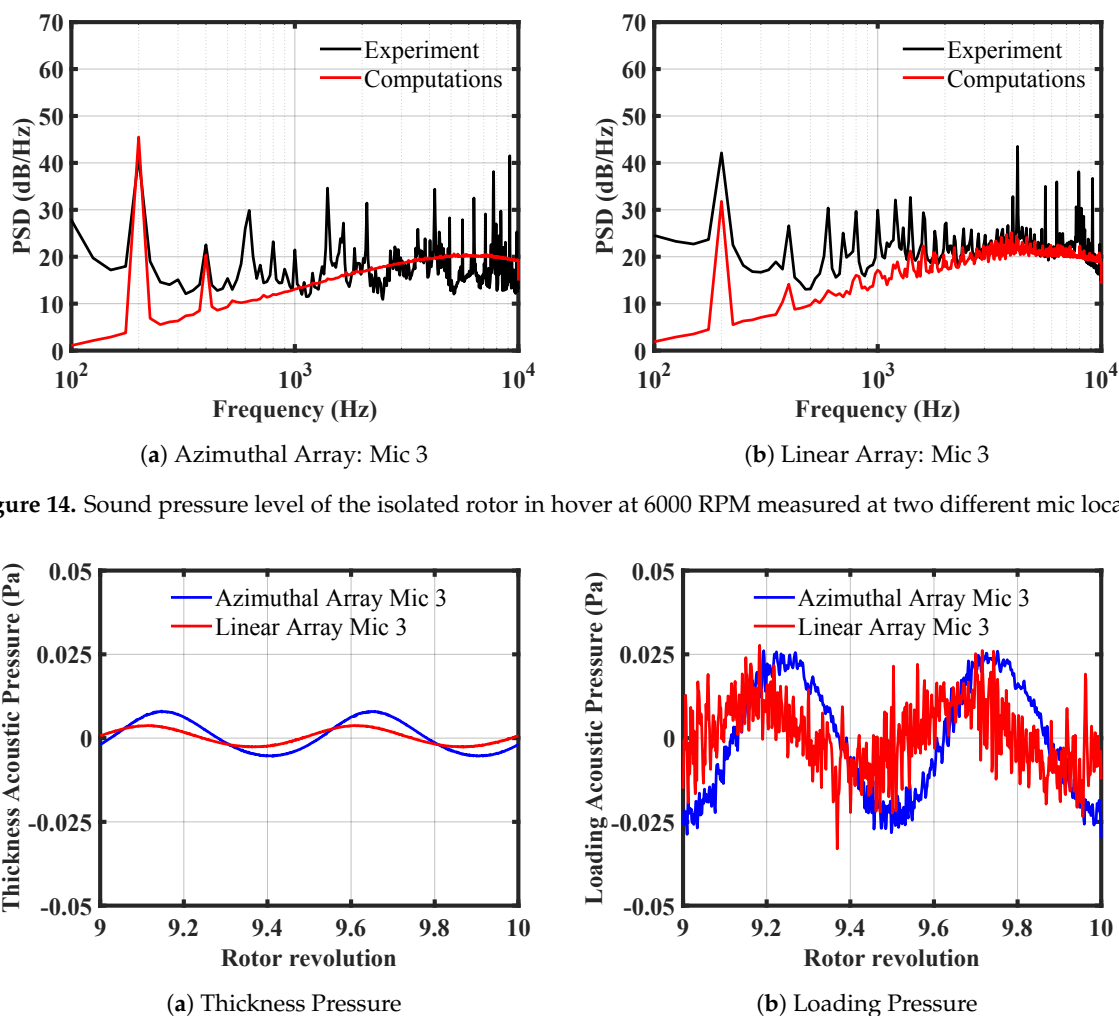 70
60
50
40
30
20
10
0
PSD (dB/Hz)
Experiment
Computations
10^2
10^3
10^4
Frequency (Hz)
(a) Azimuthal Array: Mic 3
70
60
50
40
30
20
10
0
PSD (dB/Hz)
Experiment
Computations
10^2
10^3
10^4
Frequency (Hz)
(b) Linear Array: Mic 3
gure 14. Sound pressure level of the isolated rotor in hover at 6000 RPM measured at two different mic loca
0.05
0.025
0
-0.025
-0.05
Thickness Acoustic Pressure (Pa)
Azimuthal Array Mic 3
Linear Array Mic 3
9 9.2 9.4 9.6 9.8 10
Rotor revolution
(a) Thickness Pressure
0.05
0.025
0
-0.025
-0.05
Loading Acoustic Pressure (Pa)
Azimuthal Array Mic 3
Linear Array Mic 3
9 9.2 9.4 9.6 9.8 10
Rotor revolution
(b) Loading Pressure